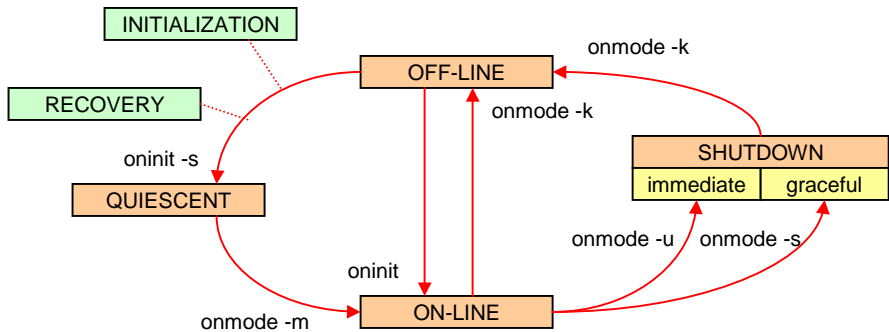 INITIALIZATION
onmode -k
OFF-LINE
RECOVERY
onmode -k
oninit -s
SHUTDOWN
immediate
graceful
QUIESCENT
onmode -u
onmode -s
oninit
ON-LINE
onmode -m